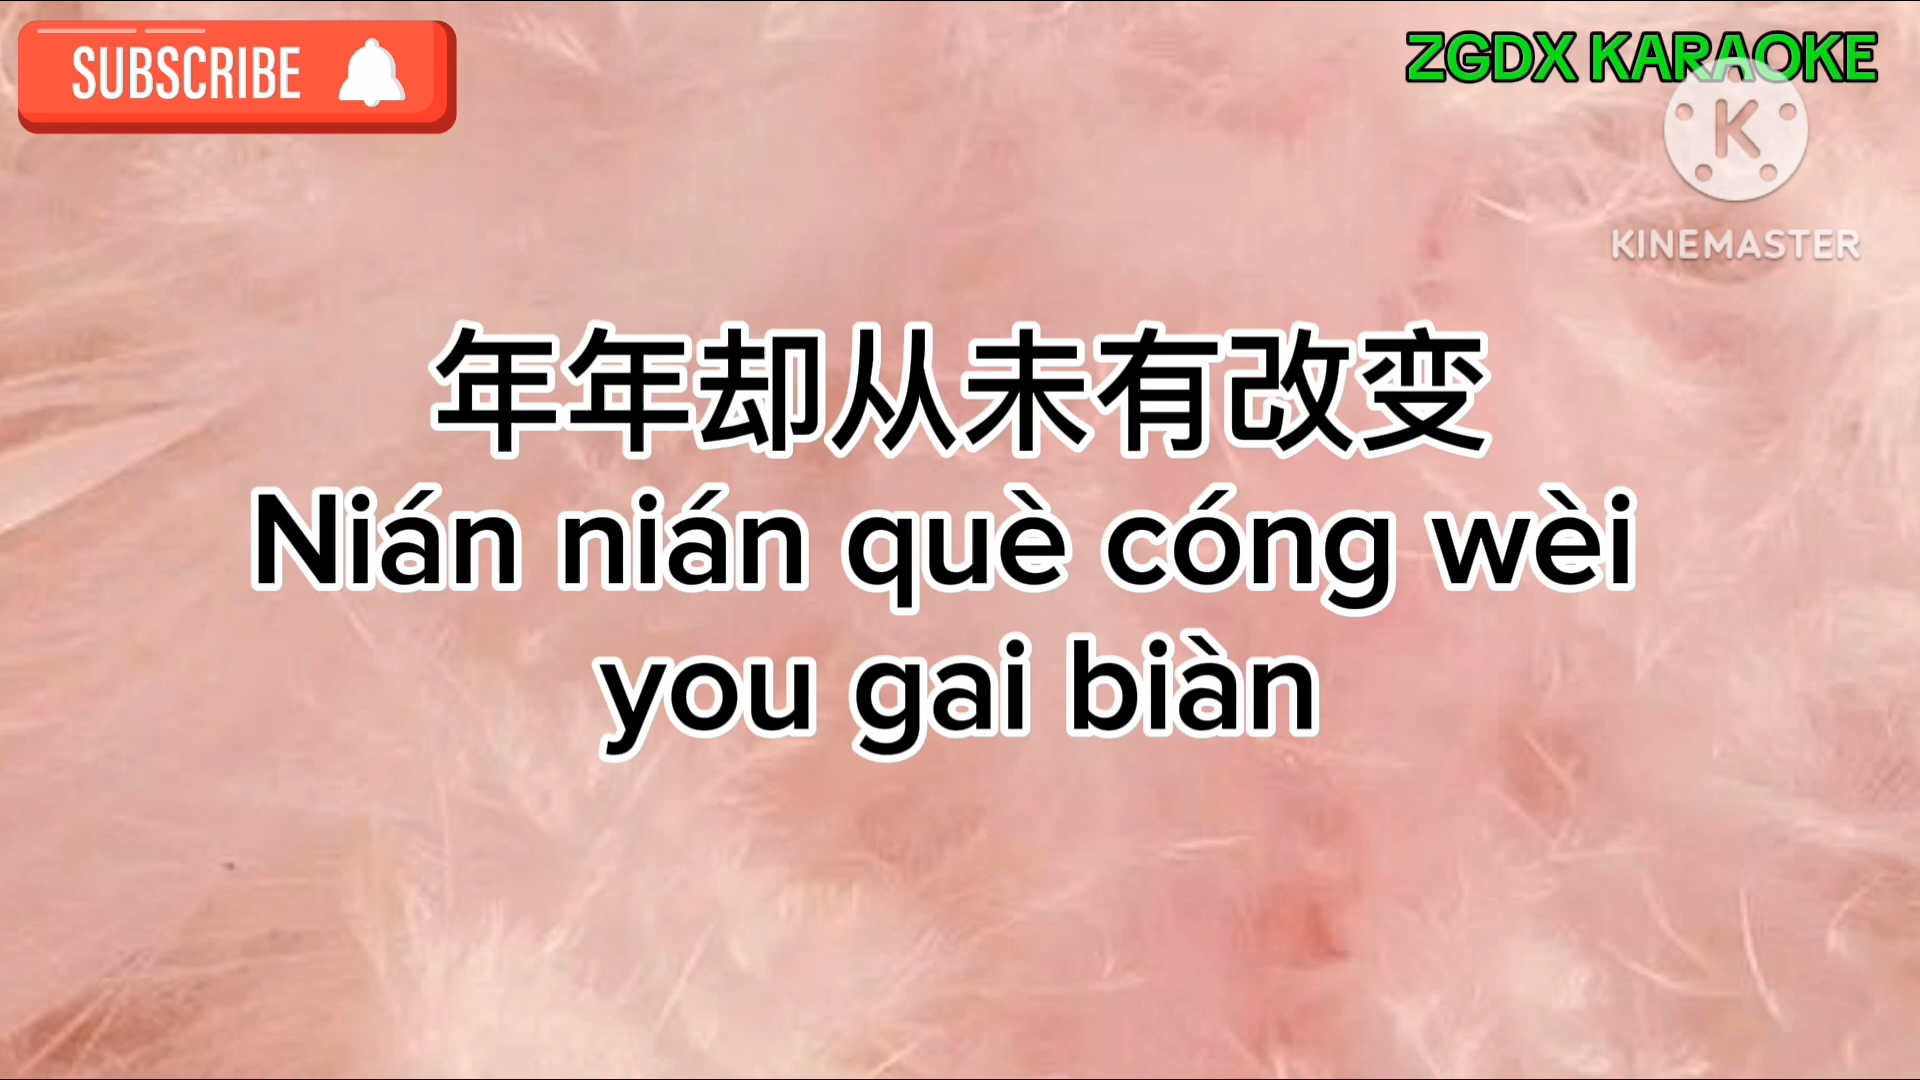 SUBSCRIBE
ZGDX KARAOKE
K
KINEMASTER
年年却从未有改变
Nián nián què cóng wèi
you gai biàn